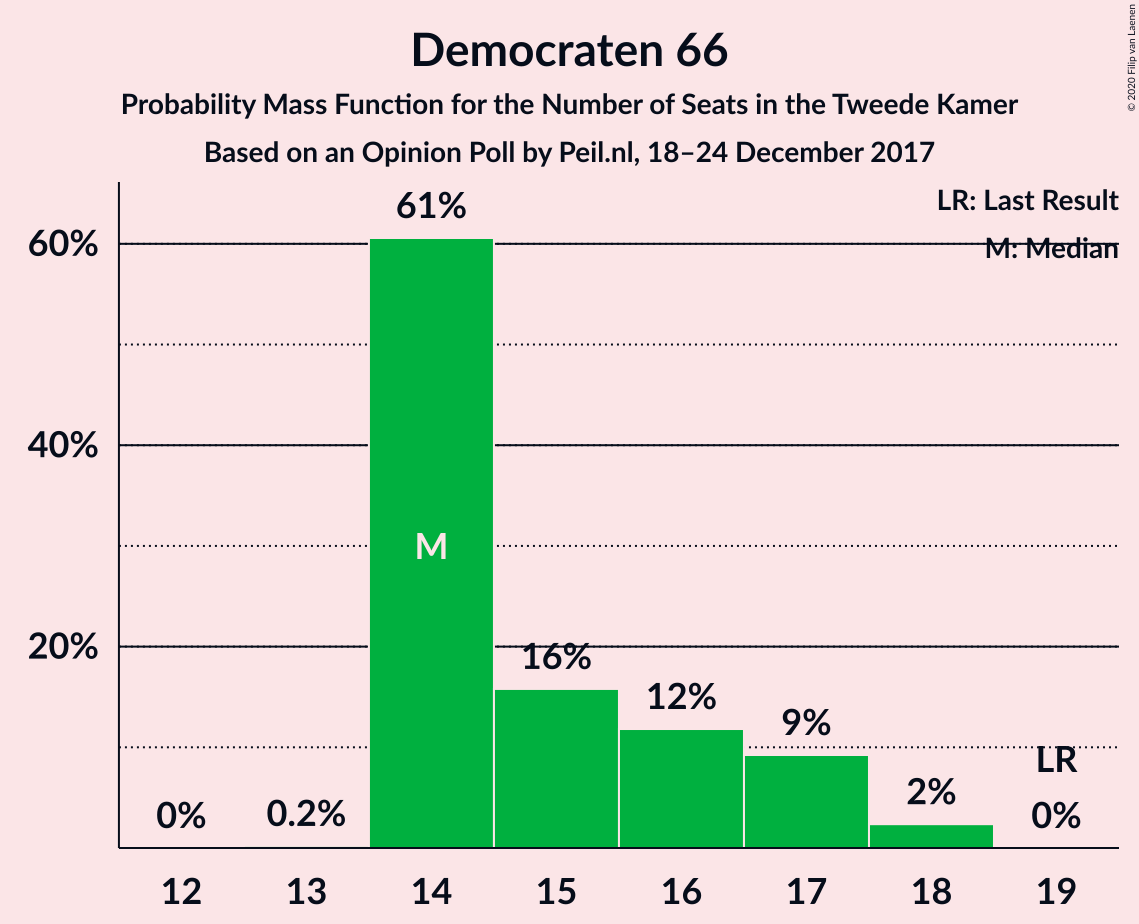 Democraten 66
Probability Mass Function for the Number of Seats in the Tweede Kamer
Based on an Opinion Poll by Peil.nl, 18–24 December 2017
© 2020 Filip van Laenen
LR: Last Result
M: Median
60%
40%
20%
0%
0.2%
61%
M
16%
12%
9%
2%
LR
0%
12
13
14
15
16
17
18
19